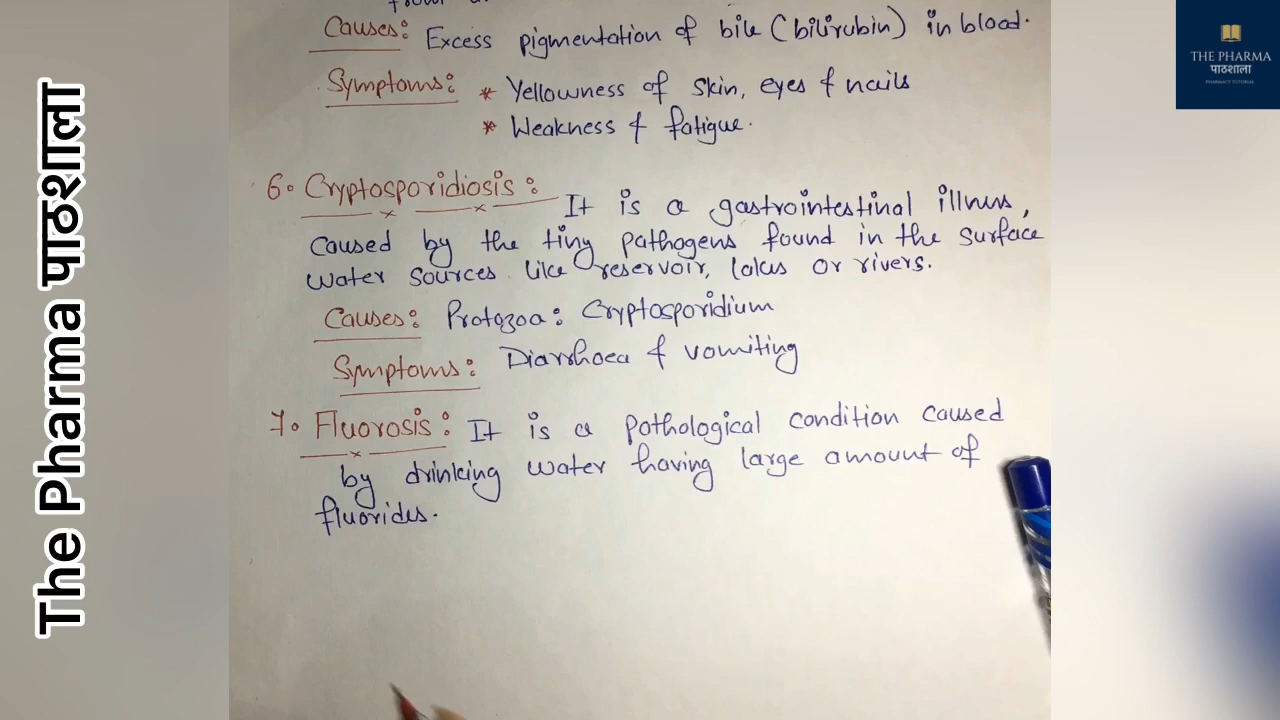 Causes: Excess pigmentation of bile (bilirubin) in blood.
Symptoms: * Yellowness of skin, eyes & nails
* Weakness & fatigue.
6. Cryptosporidiosis: It is a gastrointestinal illness,
caused by the tiny pathogens found in the surface
water sources like reservoir, lakes or rivers.
Causes: Protozoa: Cryptosporidium
Symptoms: Diarrhoea & vomiting
7. Fluorosis: It is a pathological condition caused
by drinking water having large amount of
fluorides.
The Pharma पाठशाला
THE PHARMA
पाठशाला
PHARMACY TUTORIAL